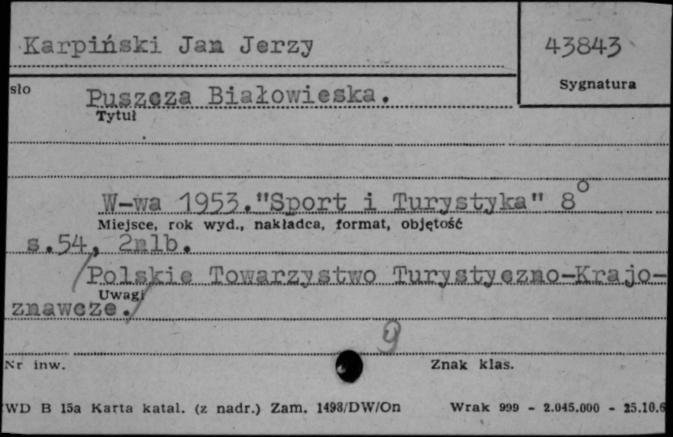 Karpiński Jan Jerzy 43843
Sygnatura
sło Puszcza Białowieska.
Tytuł
W-wa 1953."Sport i Turystyka" 8°
Miejsce, rok wyd., nakładca, format, objętość
s.54, 2nlb.
/Polskie Towarzystwo Turystyczno-Krajo-
Uwagi
znawcze./
9
Nr inw. Znak klas.
WD B 15a Karta katal. (z nadr.) Zam. 1498/DW/On Wrak 999 - 2.045.000 - 25.10.6